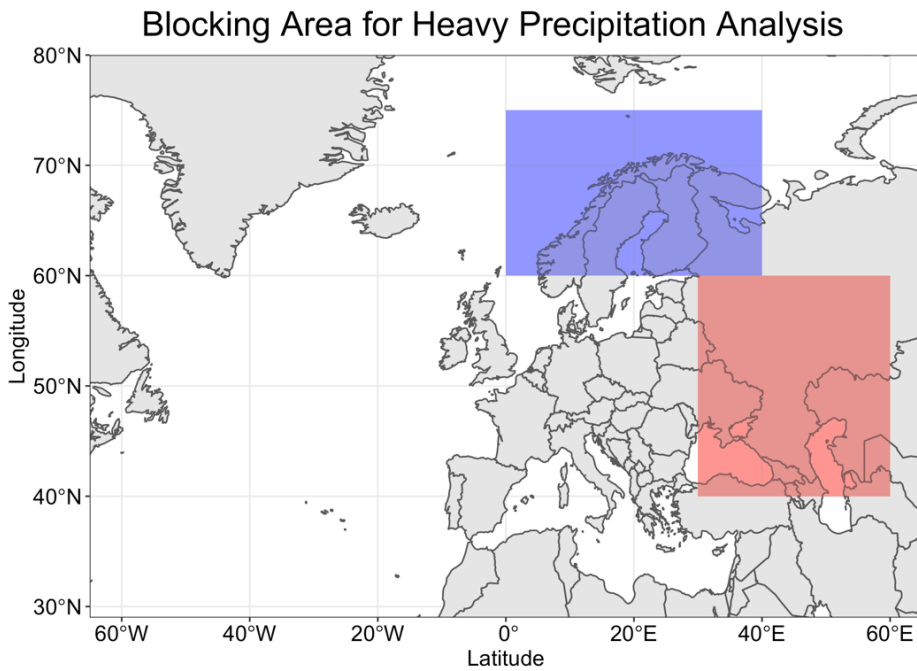 Blocking Area for Heavy Precipitation Analysis
80°N
70°N
60°N
50°N
40°N
30°N
Longitude
60°W
40°W
20°W
0°
20°E
40°E
60°E
Latitude